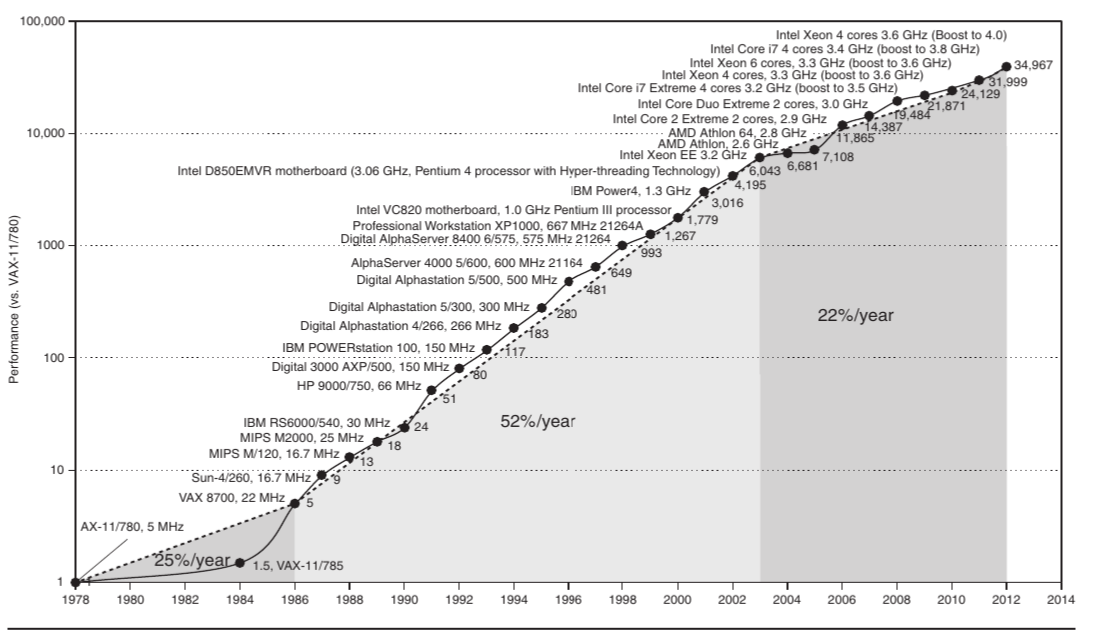 100,000
10,000
1000
100
10
1
Performance (vs. VAX-11/780)
Intel Xeon 4 cores 3.6 GHz (Boost to 4.0)
Intel Core i7 4 cores 3.4 GHz (boost to 3.8 GHz)
Intel Xeon 6 cores, 3.3 GHz (boost to 3.6 GHz)
Intel Xeon 4 cores, 3.3 GHz (boost to 3.6 GHz)
Intel Core i7 Extreme 4 cores 3.2 GHz (boost to 3.5 GHz)
Intel Core Duo Extreme 2 cores, 3.0 GHz
Intel Core 2 Extreme 2 cores, 2.9 GHz
AMD Athlon 64, 2.8 GHz
AMD Athlon, 2.6 GHz
Intel Xeon EE 3.2 GHz
Intel D850EMVR motherboard (3.06 GHz, Pentium 4 processor with Hyper-threading Technology)
IBM Power4, 1.3 GHz
Intel VC820 motherboard, 1.0 GHz Pentium III processor
Professional Workstation XP1000, 667 MHz 21264A
Digital AlphaServer 8400 6/575, 575 MHz 21264
AlphaServer 4000 5/600, 600 MHz 21164
Digital Alphastation 5/500, 500 MHz
Digital Alphastation 5/300, 300 MHz
Digital Alphastation 4/266, 266 MHz
IBM POWERstation 100, 150 MHz
Digital 3000 AXP/500, 150 MHz
HP 9000/750, 66 MHz
IBM RS6000/540, 30 MHz
MIPS M2000, 25 MHz
MIPS M/120, 16.7 MHz
Sun-4/260, 16.7 MHz
VAX 8700, 22 MHz
AX-11/780, 5 MHz
34,967
31,999
24,129
21,871
19,484
14,387
11,865
7,108
6,681
6,043
4,195
3,016
1,779
1,267
993
649
481
280
183
117
80
51
24
18
13
9
5
1.5, VAX-11/785
25%/year
52%/year
22%/year
1978 1980 1982 1984 1986 1988 1990 1992 1994 1996 1998 2000 2002 2004 2006 2008 2010 2012 2014